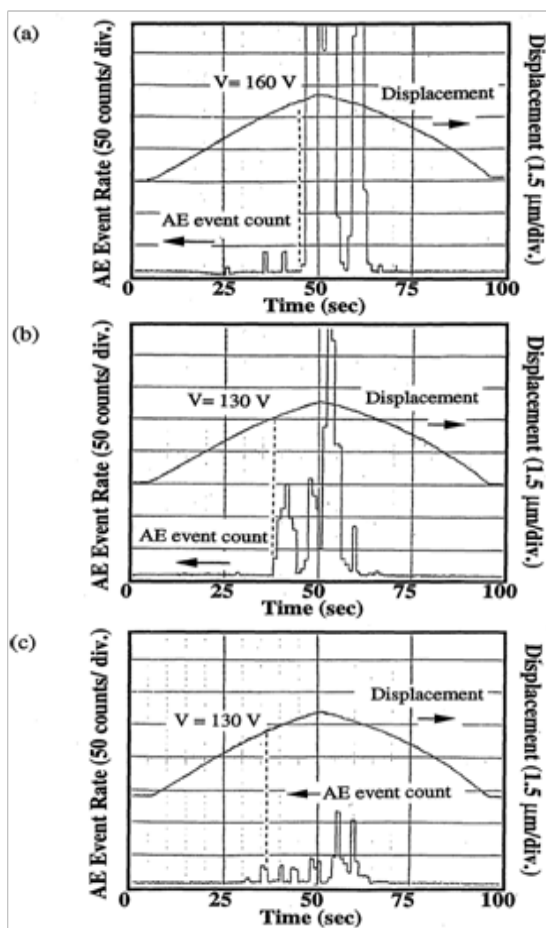 (a)
AE Event Rate (50 counts/ div.)
V= 160 V
Displacement
AE event count
Displacement (1.5 μm/div.)
0 25 50 75 100
Time (sec)
(b)
AE Event Rate (50 counts/ div.)
V= 130 V
Displacement
AE event count
Displacement (1.5 μm/div.)
0 25 50 75 100
Time (sec)
(c)
AE Event Rate (50 counts/ div.)
Displacement
V = 130 V
AE event count
Displacement (1.5 μm/div.)
0 25 50 75 100
Time (sec)